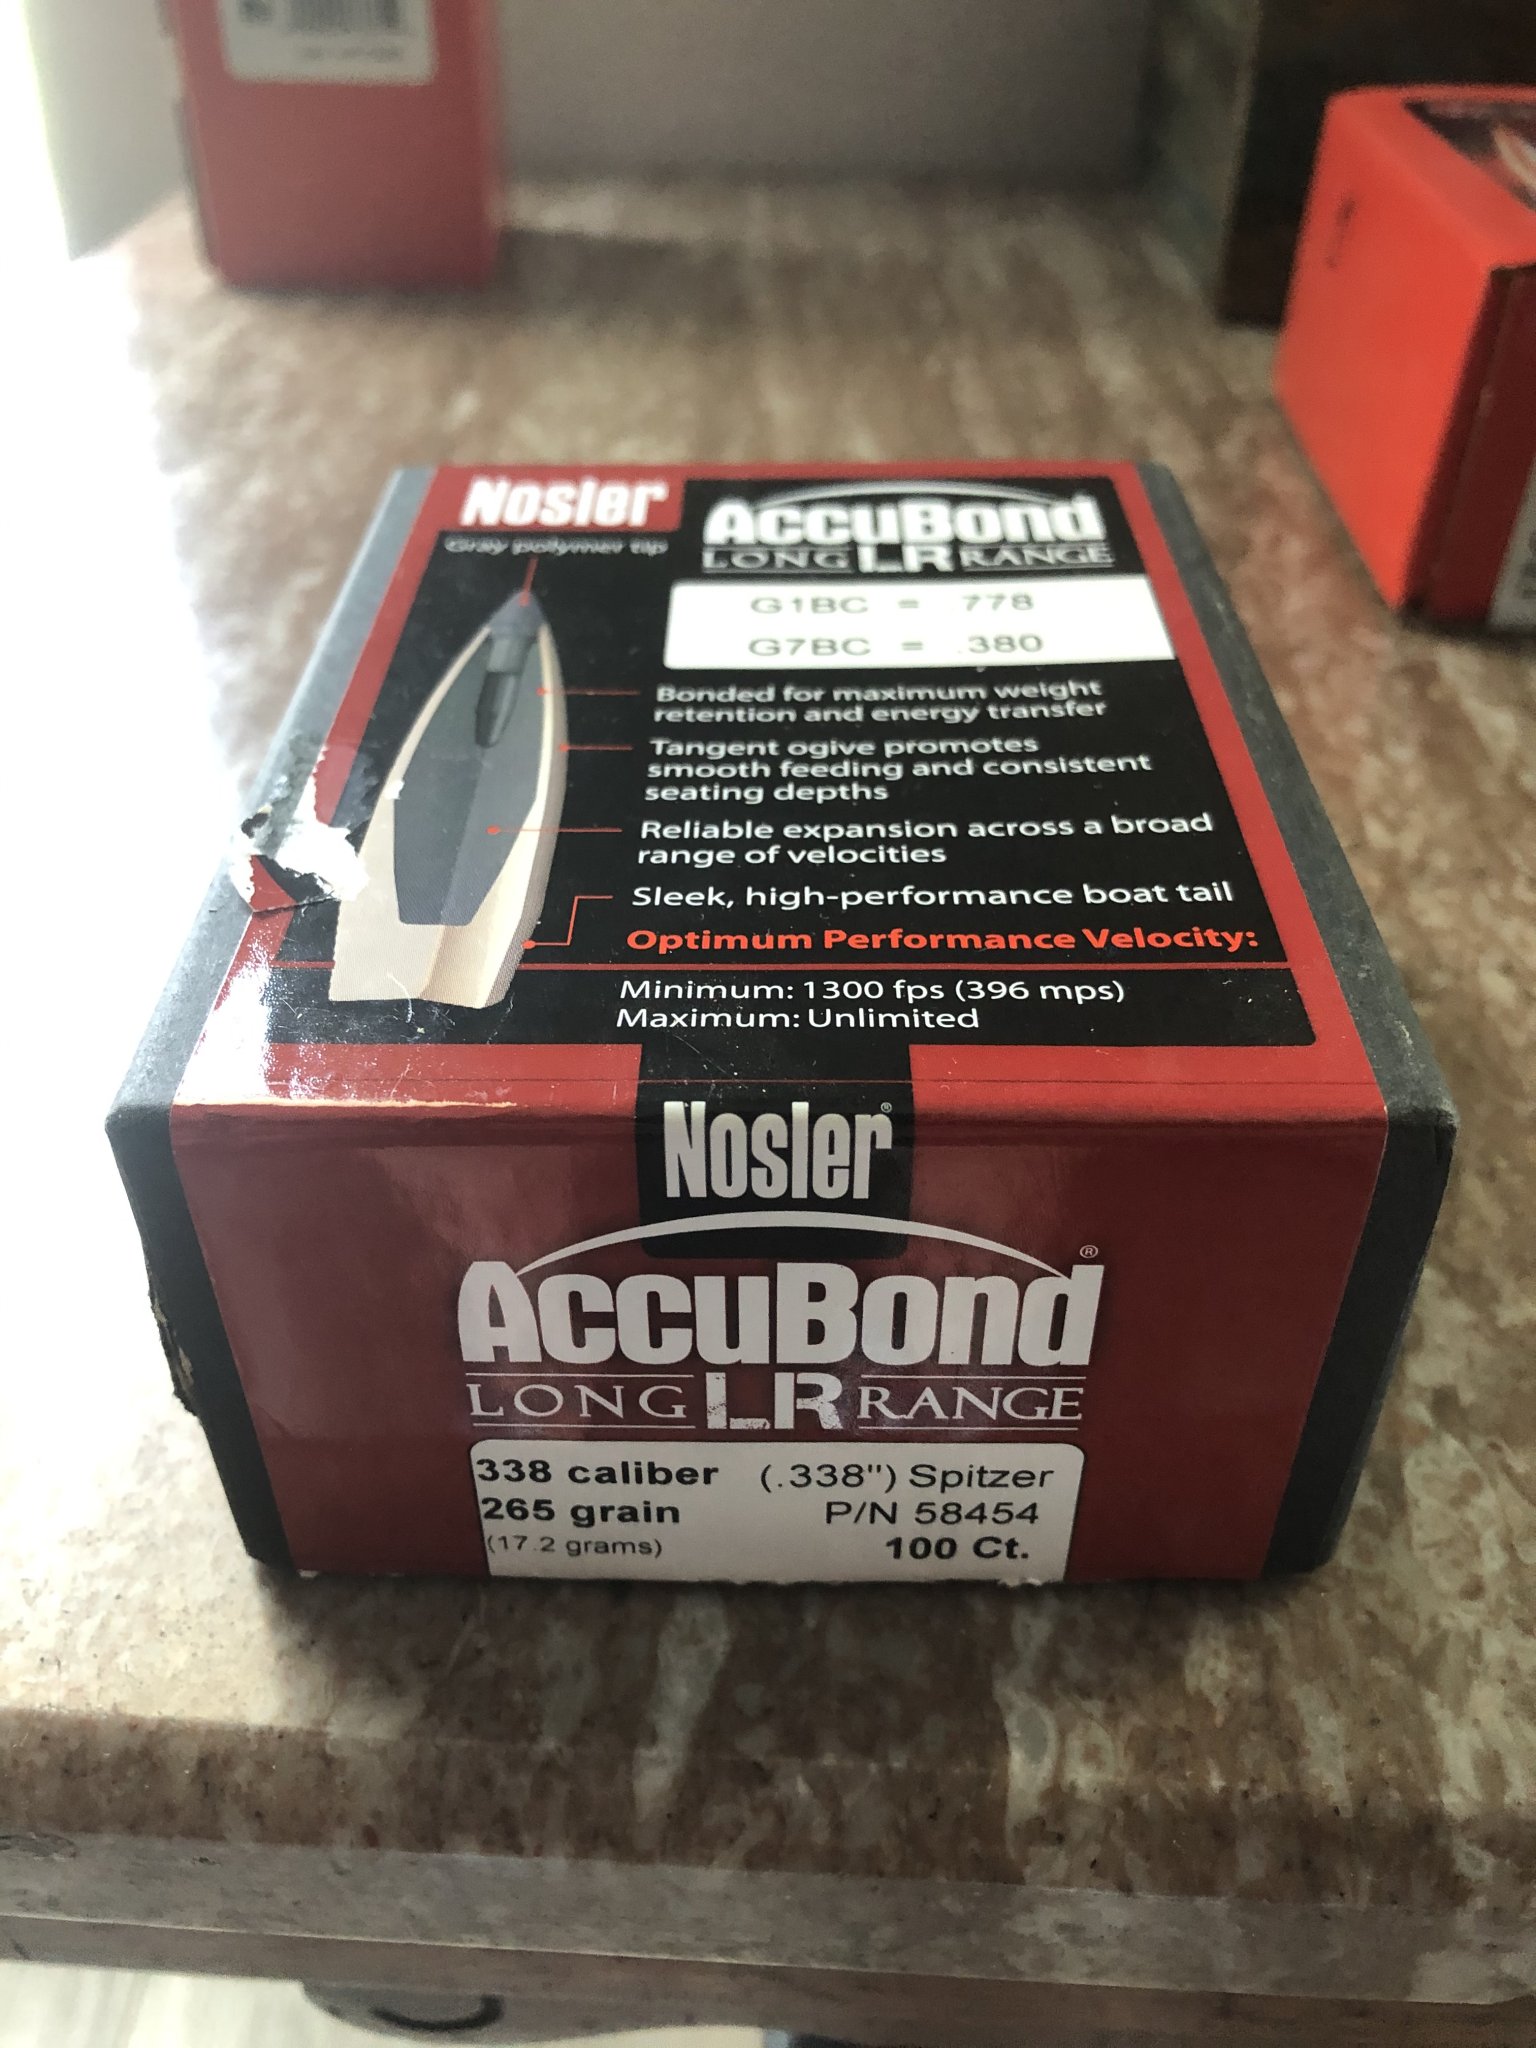 Nosler
Gray polymer tip
AccuBond
LONG LR RANGE
G1BC = .778
G7BC = .380
Bonded for maximum weight
retention and energy transfer
Tangent ogive promotes
smooth feeding and consistent
seating depths
Reliable expansion across a broad
range of velocities
Sleek, high-performance boat tail
Optimum Performance Velocity:
Minimum: 1300 fps (396 mps)
Maximum: Unlimited
Nosler®
AccuBond®
LONG LR RANGE
338 caliber (.338") Spitzer
265 grain P/N 58454
(17.2 grams) 100 Ct.